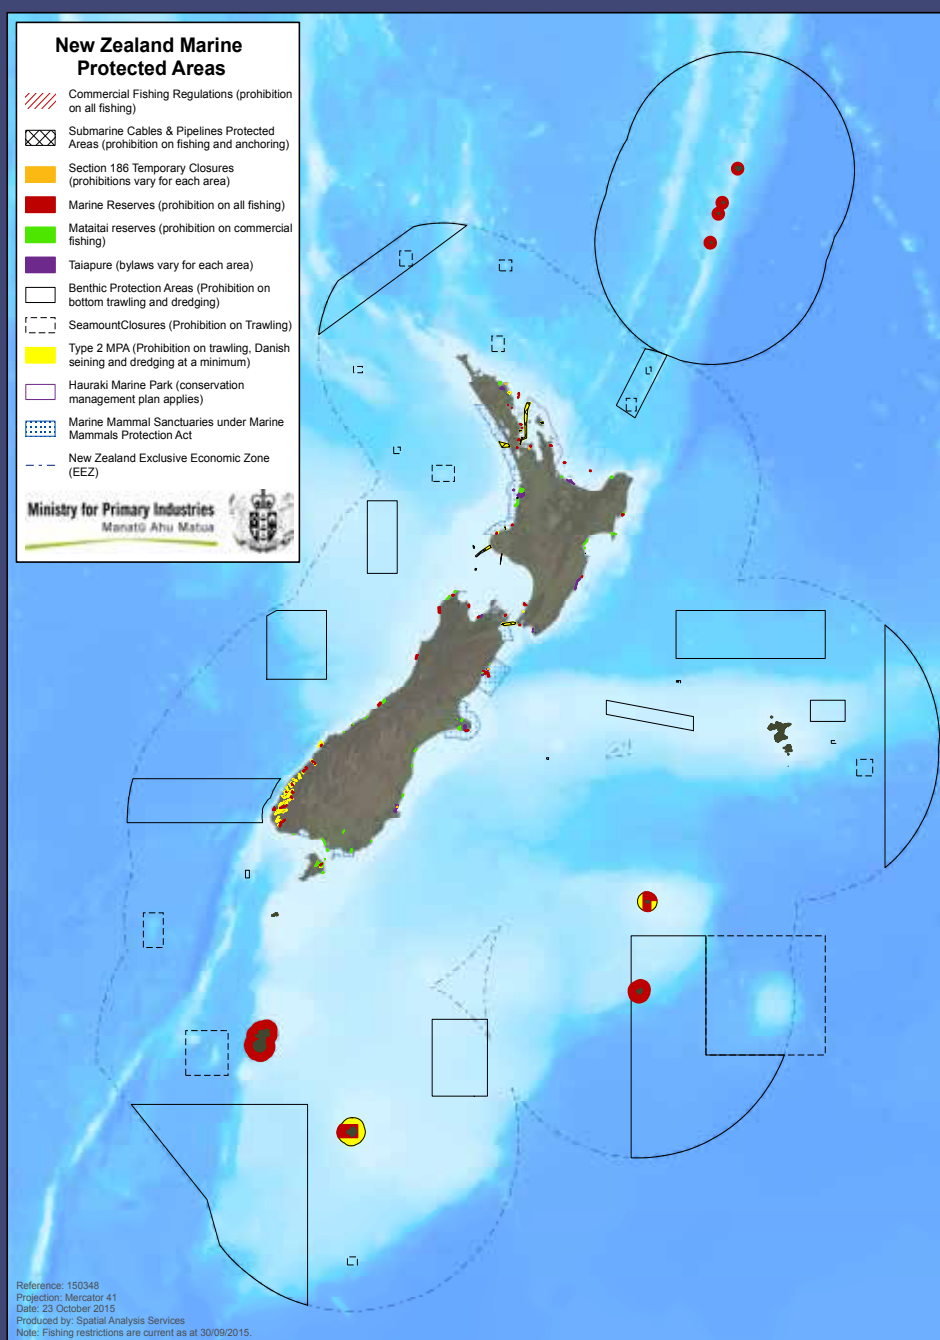 New Zealand Marine
Protected Areas
Commercial Fishing Regulations (prohibition
on all fishing)
Submarine Cables & Pipelines Protected
Areas (prohibition on fishing and anchoring)
Section 186 Temporary Closures
(prohibitions vary for each area)
Marine Reserves (prohibition on all fishing)
Mataitai reserves (prohibition on commercial
fishing)
Taiapure (bylaws vary for each area)
Benthic Protection Areas (Prohibition on
bottom trawling and dredging)
SeamountClosures (Prohibition on Trawling)
Type 2 MPA (Prohibition on trawling, Danish
seining and dredging at a minimum)
Hauraki Marine Park (conservation
management plan applies)
Marine Mammal Sanctuaries under Marine
Mammals Protection Act
New Zealand Exclusive Economic Zone
(EEZ)
Ministry for Primary Industries
Manatū Ahu Matua
Reference: 150348
Projection: Mercator 41
Date: 23 October 2015
Produced by: Spatial Analysis Services
Note: Fishing restrictions are current as at 30/09/2015.